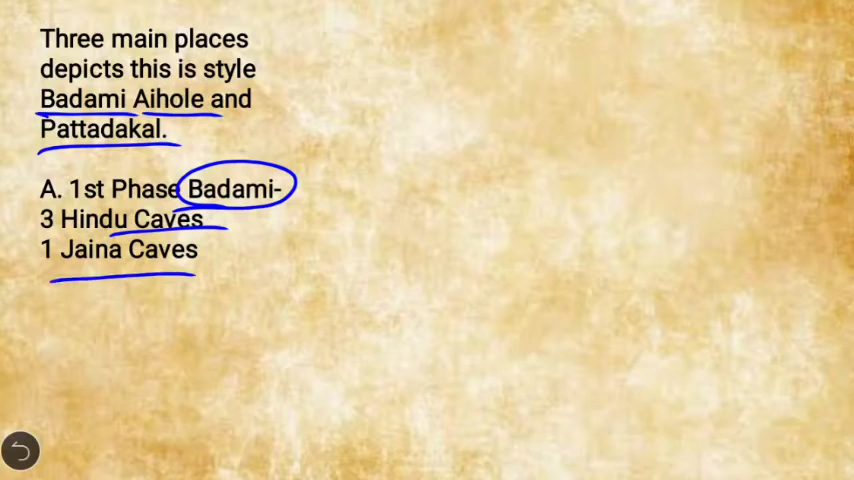 Three main places
depicts this is style
Badami Aihole and
Pattadakal.
A. 1st Phase Badami-
3 Hindu Caves
1 Jaina Caves